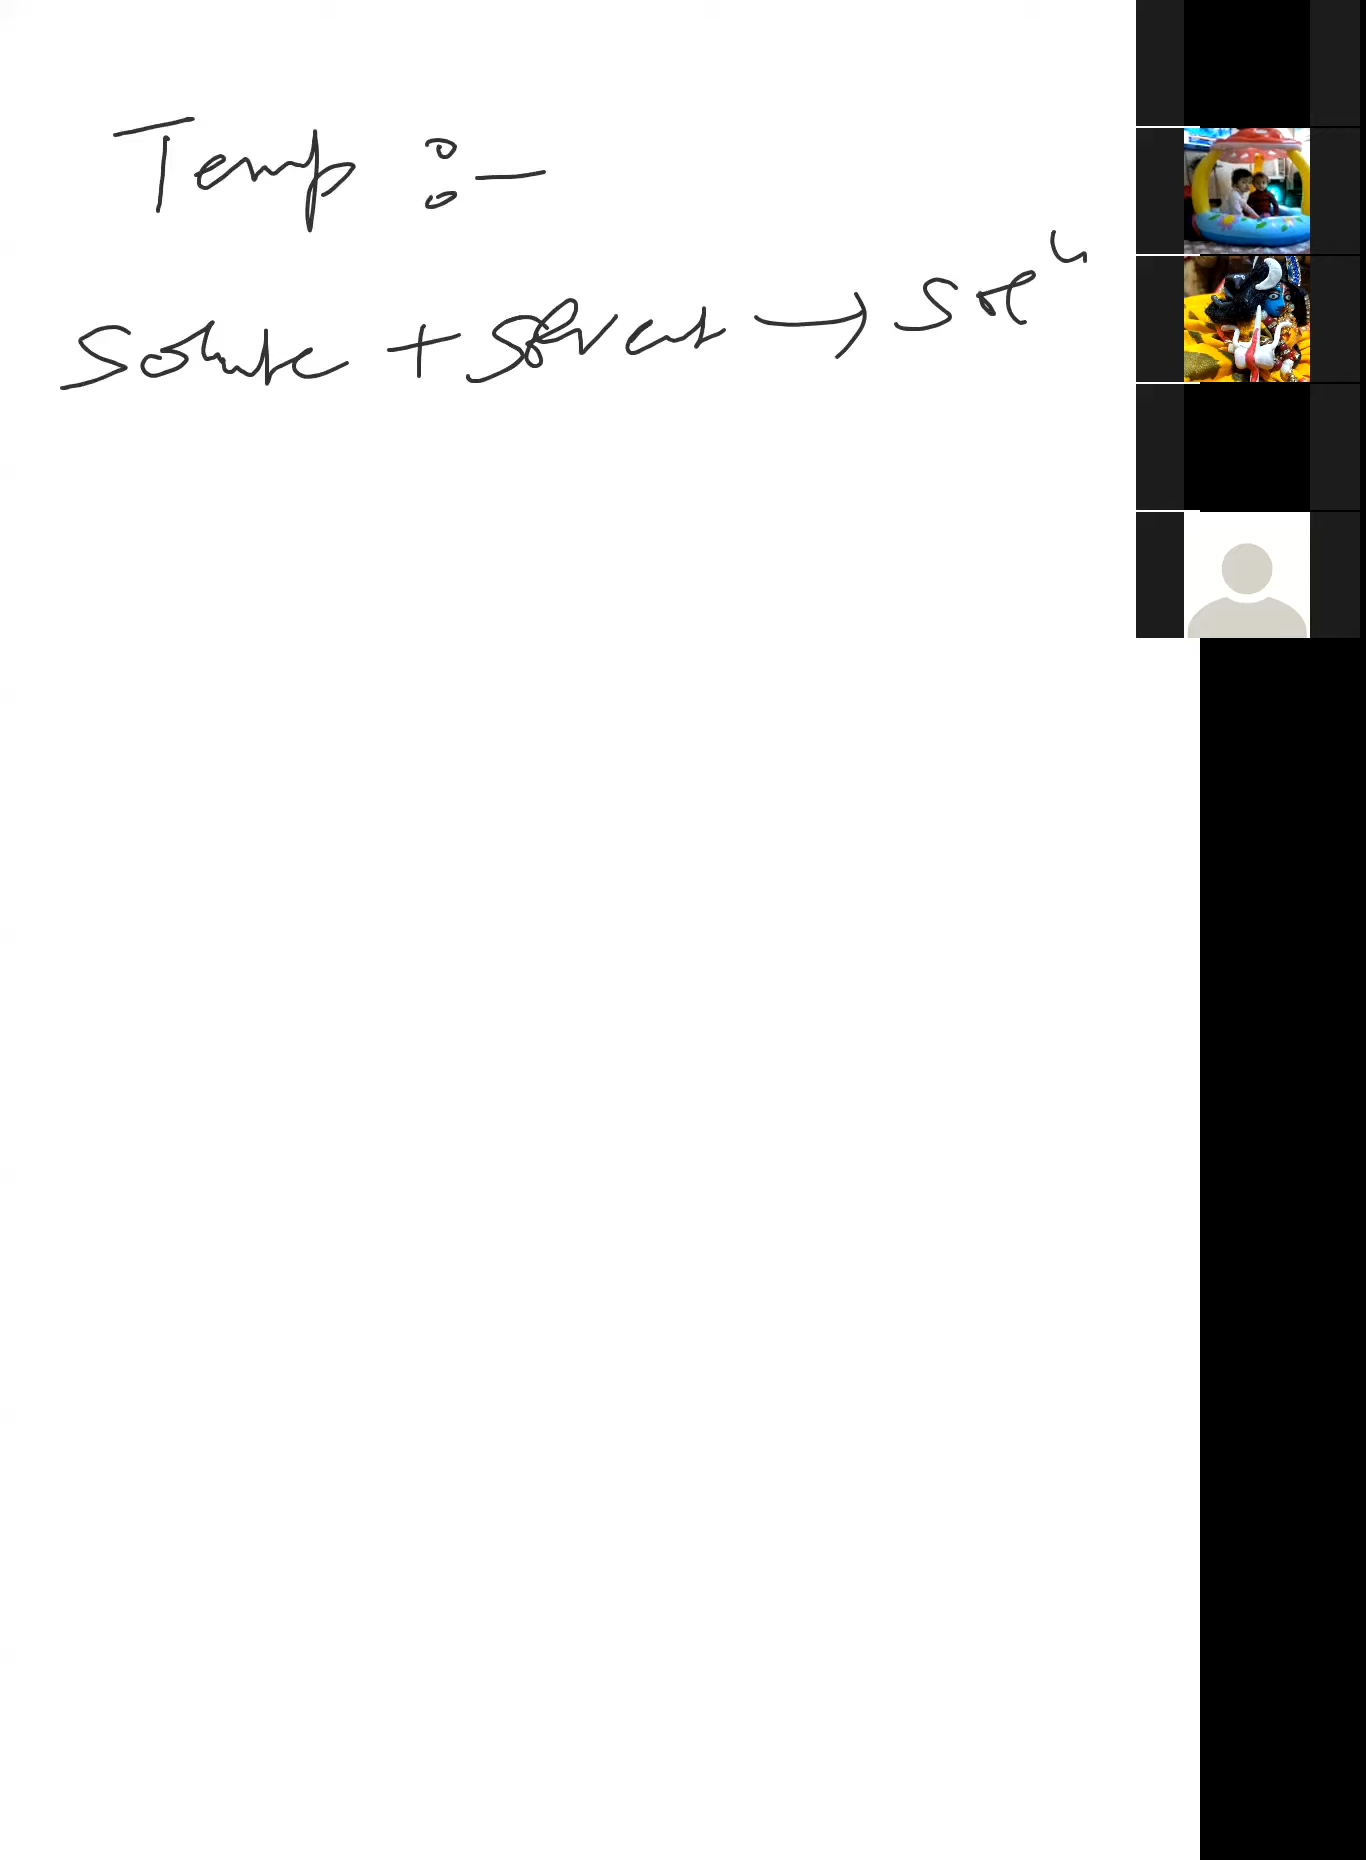 Temp :-
Solute + Solvent → Solⁿ